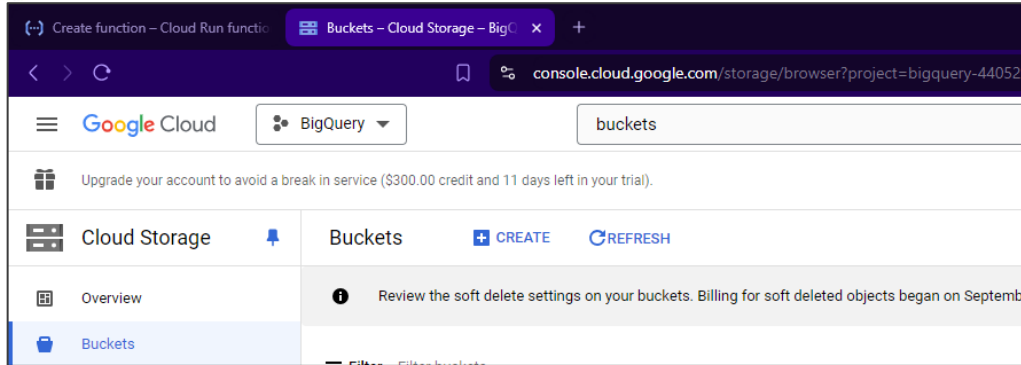 Create function – Cloud Run functio
Buckets – Cloud Storage – BigQ
console.cloud.google.com/storage/browser?project=bigquery-44052
Google Cloud
BigQuery
buckets
Upgrade your account to avoid a break in service ($300.00 credit and 11 days left in your trial).
Cloud Storage
Buckets
CREATE
REFRESH
Overview
Review the soft delete settings on your buckets. Billing for soft deleted objects began on Septemb
Buckets
Filter Filter buckets